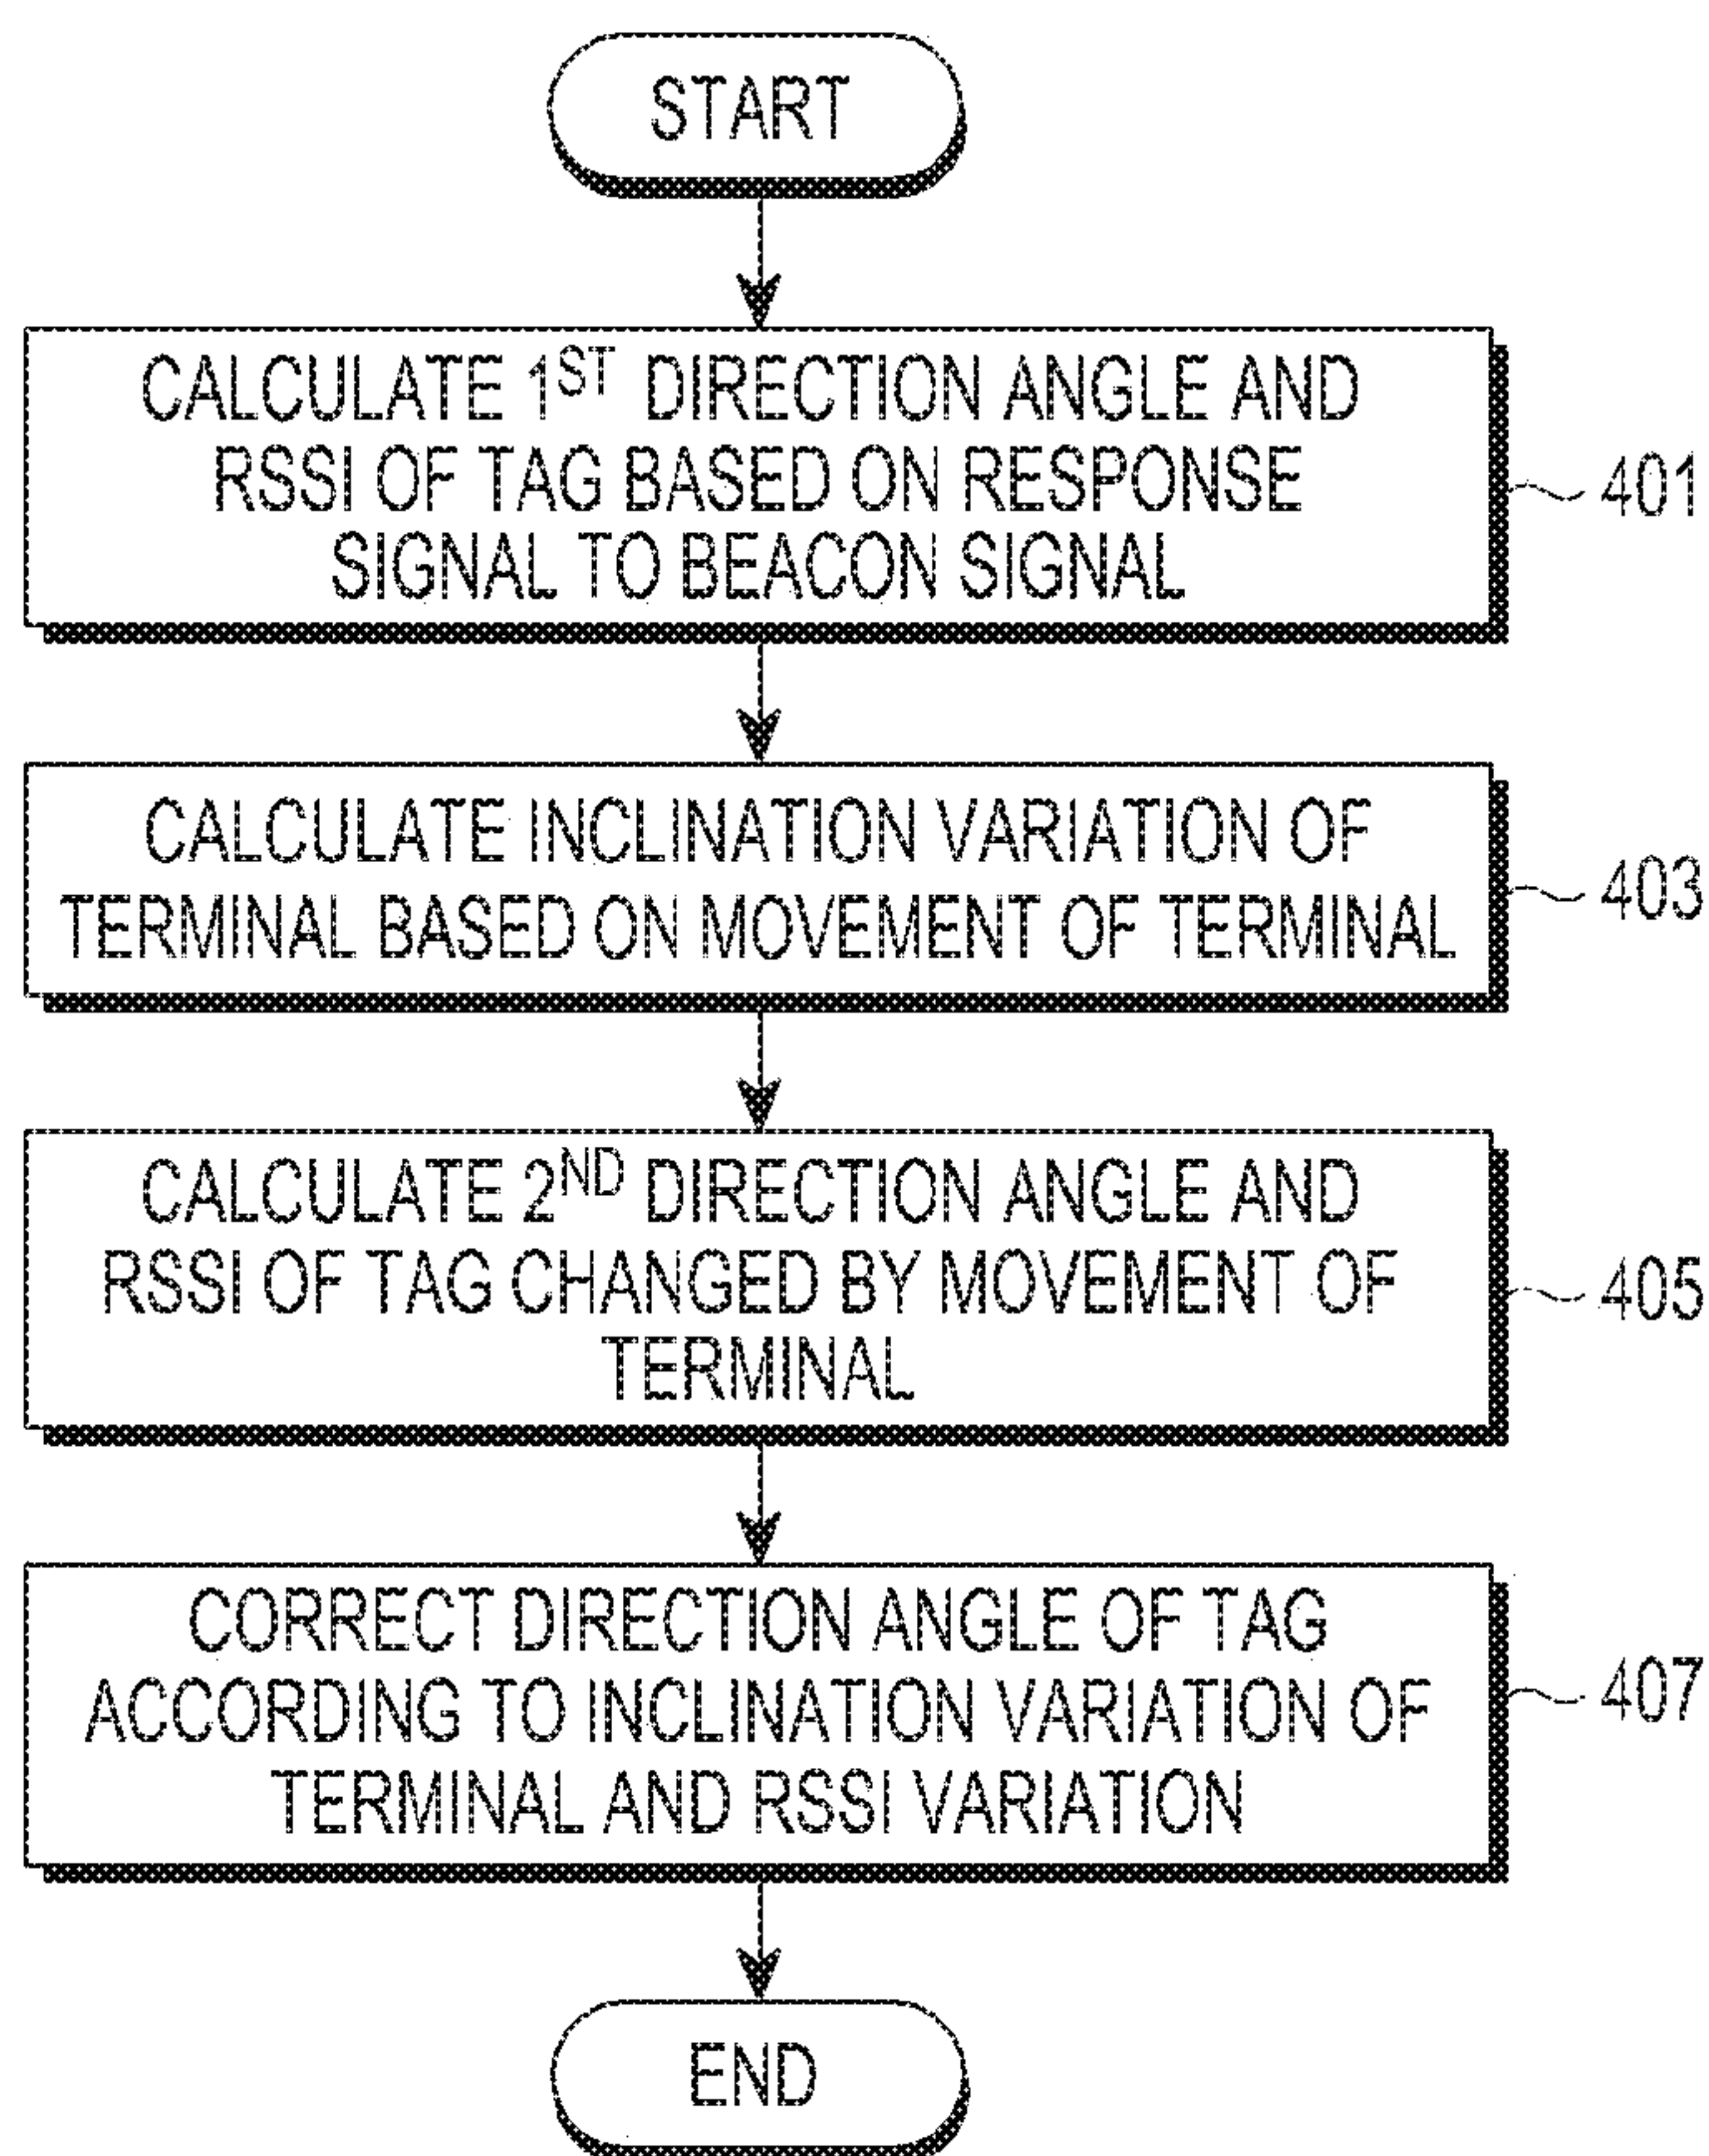 START
CALCULATE 1ST DIRECTION ANGLE AND
RSSI OF TAG BASED ON RESPONSE
SIGNAL TO BEACON SIGNAL
401
CALCULATE INCLINATION VARIATION OF
TERMINAL BASED ON MOVEMENT OF TERMINAL
403
CALCULATE 2ND DIRECTION ANGLE AND
RSSI OF TAG CHANGED BY MOVEMENT OF
TERMINAL
405
CORRECT DIRECTION ANGLE OF TAG
ACCORDING TO INCLINATION VARIATION OF
TERMINAL AND RSSI VARIATION
407
END